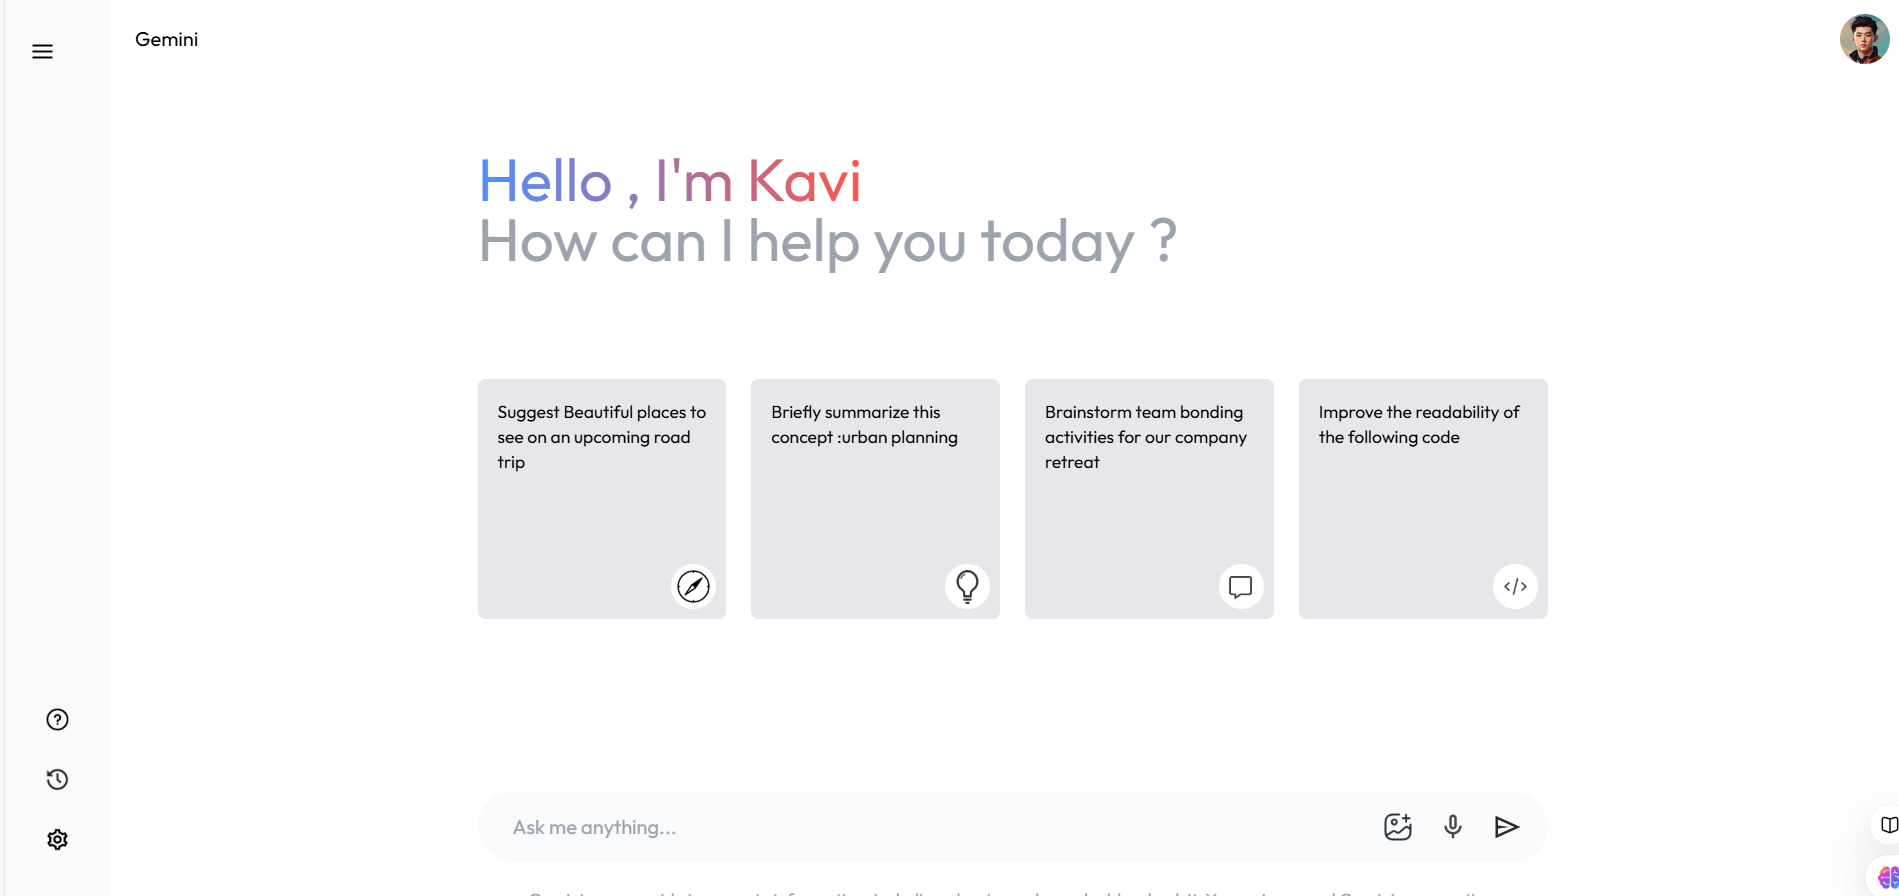 Gemini
Hello , I'm Kavi
How can I help you today ?
Suggest Beautiful places to
see on an upcoming road
trip
Briefly summarize this
concept :urban planning
Brainstorm team bonding
activities for our company
retreat
Improve the readability of
the following code
Ask me anything...